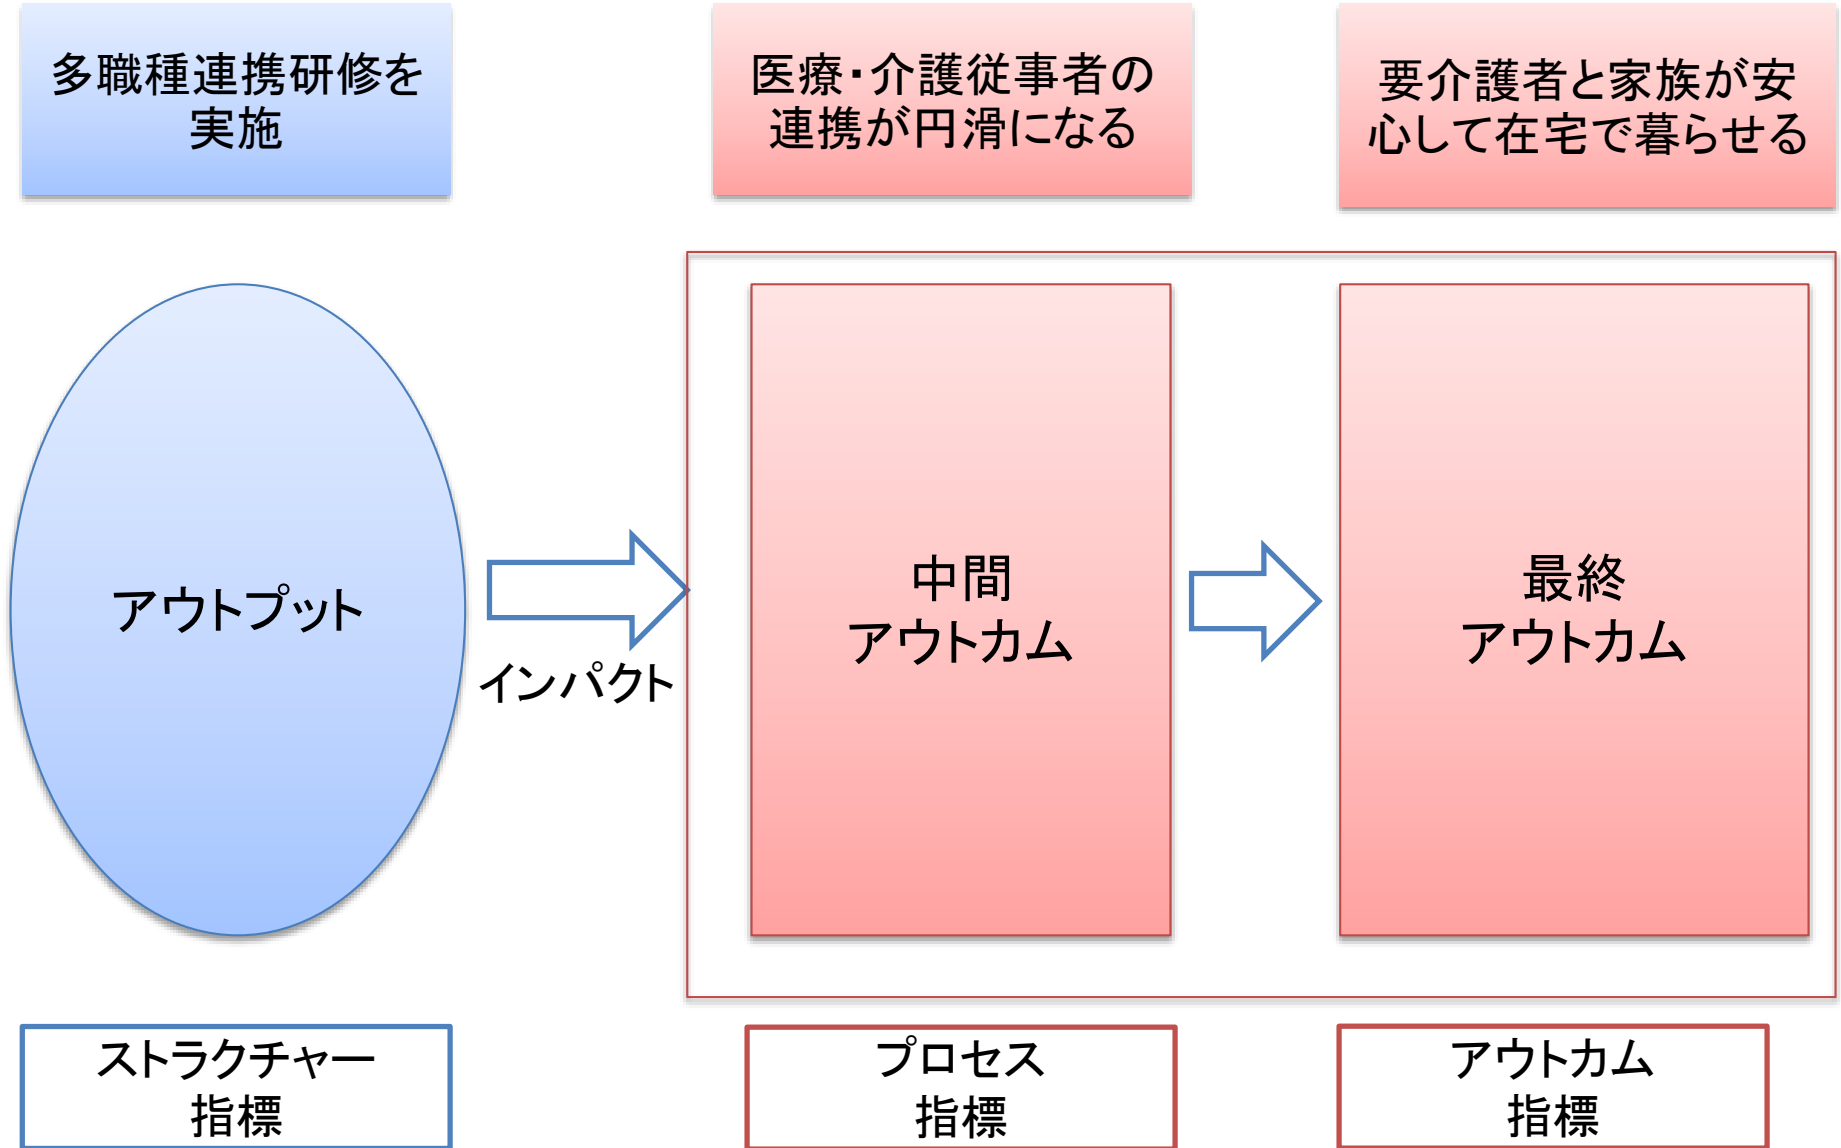 多職種連携研修を
実施
医療・介護従事者の
連携が円滑になる
要介護者と家族が安
心して在宅で暮らせる
アウトプット
インパクト
中間
アウトカム
最終
アウトカム
ストラクチャー
指標
プロセス
指標
アウトカム
指標